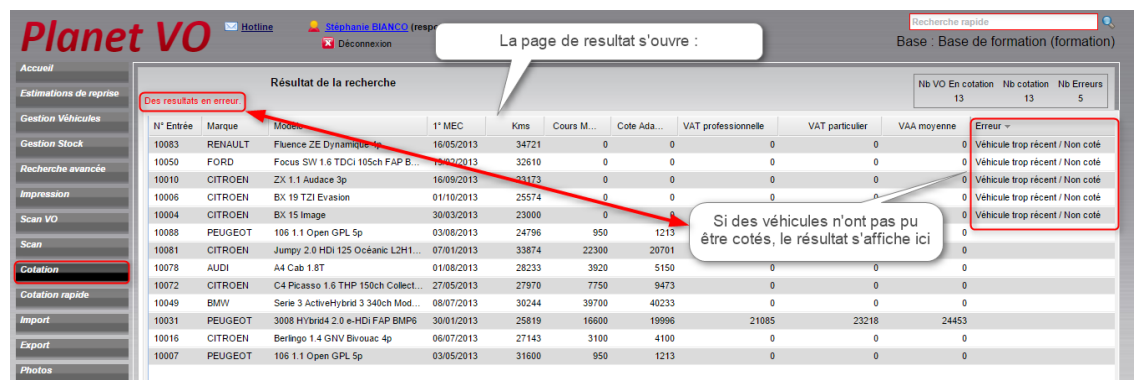 Planet VO
Hotline
Stéphanie BIANCO (resp
Déconnexion
La page de resultat s'ouvre :
Recherche rapide
Base : Base de formation (formation)
Accueil
Estimations de reprise
Gestion Véhicules
Gestion Stock
Recherche avancée
Impression
Scan VO
Scan
Cotation
Cotation rapide
Import
Export
Photos
Résultat de la recherche
Des resultats en erreur.
Nb VO En cotation Nb cotation Nb Erreurs
13 13 5
N° Entrée Marque Modèle 1° MEC Kms Cours M... Cote Ada... VAT professionnelle VAT particulier VAA moyenne Erreur
10083 RENAULT Fluence ZE Dynamique 4p 16/05/2013 34721 0 0 0 0 0 Véhicule trop récent / Non coté
10050 FORD Focus SW 1.6 TDCi 105ch FAP B... 32610 0 0 0 0 0 Véhicule trop récent / Non coté
10010 CITROEN ZX 1.1 Audace 3p 16/09/2013 23173 0 0 0 0 0 Véhicule trop récent / Non coté
10006 CITROEN BX 19 TZI Evasion 01/10/2013 25574 0 0 0 0 0 Véhicule trop récent / Non coté
10004 CITROEN BX 15 Image 30/03/2013 23000 0 0 Véhicule trop récent / Non coté
10088 PEUGEOT 106 1.1 Open GPL 5p 03/08/2013 24796 950 1213 0
10081 CITROEN Jumpy 2.0 HDi 125 Océanic L2H1... 07/01/2013 33874 22300 20701 0
10078 AUDI A4 Cab 1.8T 01/08/2013 28233 3920 5150 0 0 0
10072 CITROEN C4 Picasso 1.6 THP 150ch Collect... 27/05/2013 27970 7750 9473 0 0 0
10049 BMW Serie 3 ActiveHybrid 3 340ch Mod... 08/07/2013 30244 39700 40233 0 0 0
10031 PEUGEOT 3008 HYbrid4 2.0 e-HDi FAP BMP6 30/01/2013 25819 16600 19996 21085 23218 24453
10016 CITROEN Berlingo 1.4 GNV Bivouac 4p 06/07/2013 27143 3100 4100 0 0 0
10007 PEUGEOT 106 1.1 Open GPL 5p 03/05/2013 31600 950 1213 0 0 0
Si des véhicules n'ont pas pu
être cotés, le résultat s'affiche ici